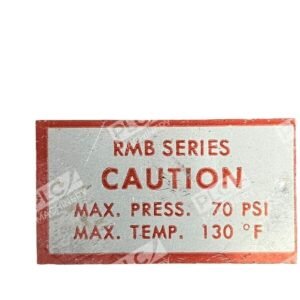 RMB SERIES
CAUTION
MAX. PRESS. 70 PSI
MAX. TEMP. 130 °F